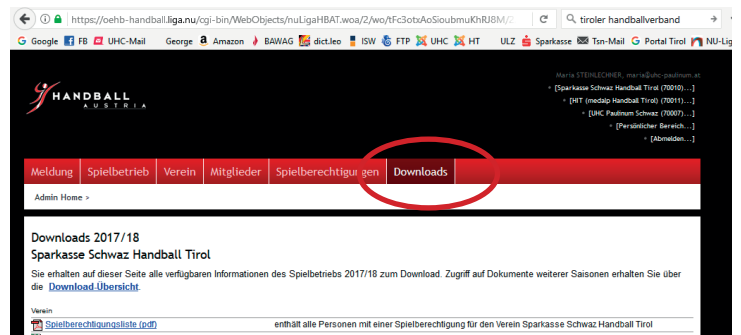 https://oehb-handball.liga.nu/cgi-bin/WebObjects/nuLigaHBAT.woa/2/wo/tFc3otxAoSioubmuKhRJ8M/2 tiroler handballverband
Google FB UHC-Mail George Amazon BAWAG dict.leo ISW FTP UHC HT ULZ Sparkasse Tsn-Mail Portal Tirol NU-Lig
Maria STEINLECHNER, maria@uhc-paulinum.at
• [Sparkasse Schwaz Handball Tirol (70010)...]
• [HIT (medalp Handball Tirol) (70011)...]
• [UHC Paulinum Schwaz (70007)...]
• [Persönlicher Bereich...]
• [Abmelden...]
HANDBALL
AUSTRIA
Meldung Spielbetrieb Verein Mitglieder Spielberechtigungen Downloads
Admin Home >
Downloads 2017/18
Sparkasse Schwaz Handball Tirol
Sie erhalten auf dieser Seite alle verfügbaren Informationen des Spielbetriebs 2017/18 zum Download. Zugriff auf Dokumente weiterer Saisonen erhalten Sie über
die Download-Übersicht.
Verein
Spielberechtigungsliste (pdf) enthält alle Personen mit einer Spielberechtigung für den Verein Sparkasse Schwaz Handball Tirol